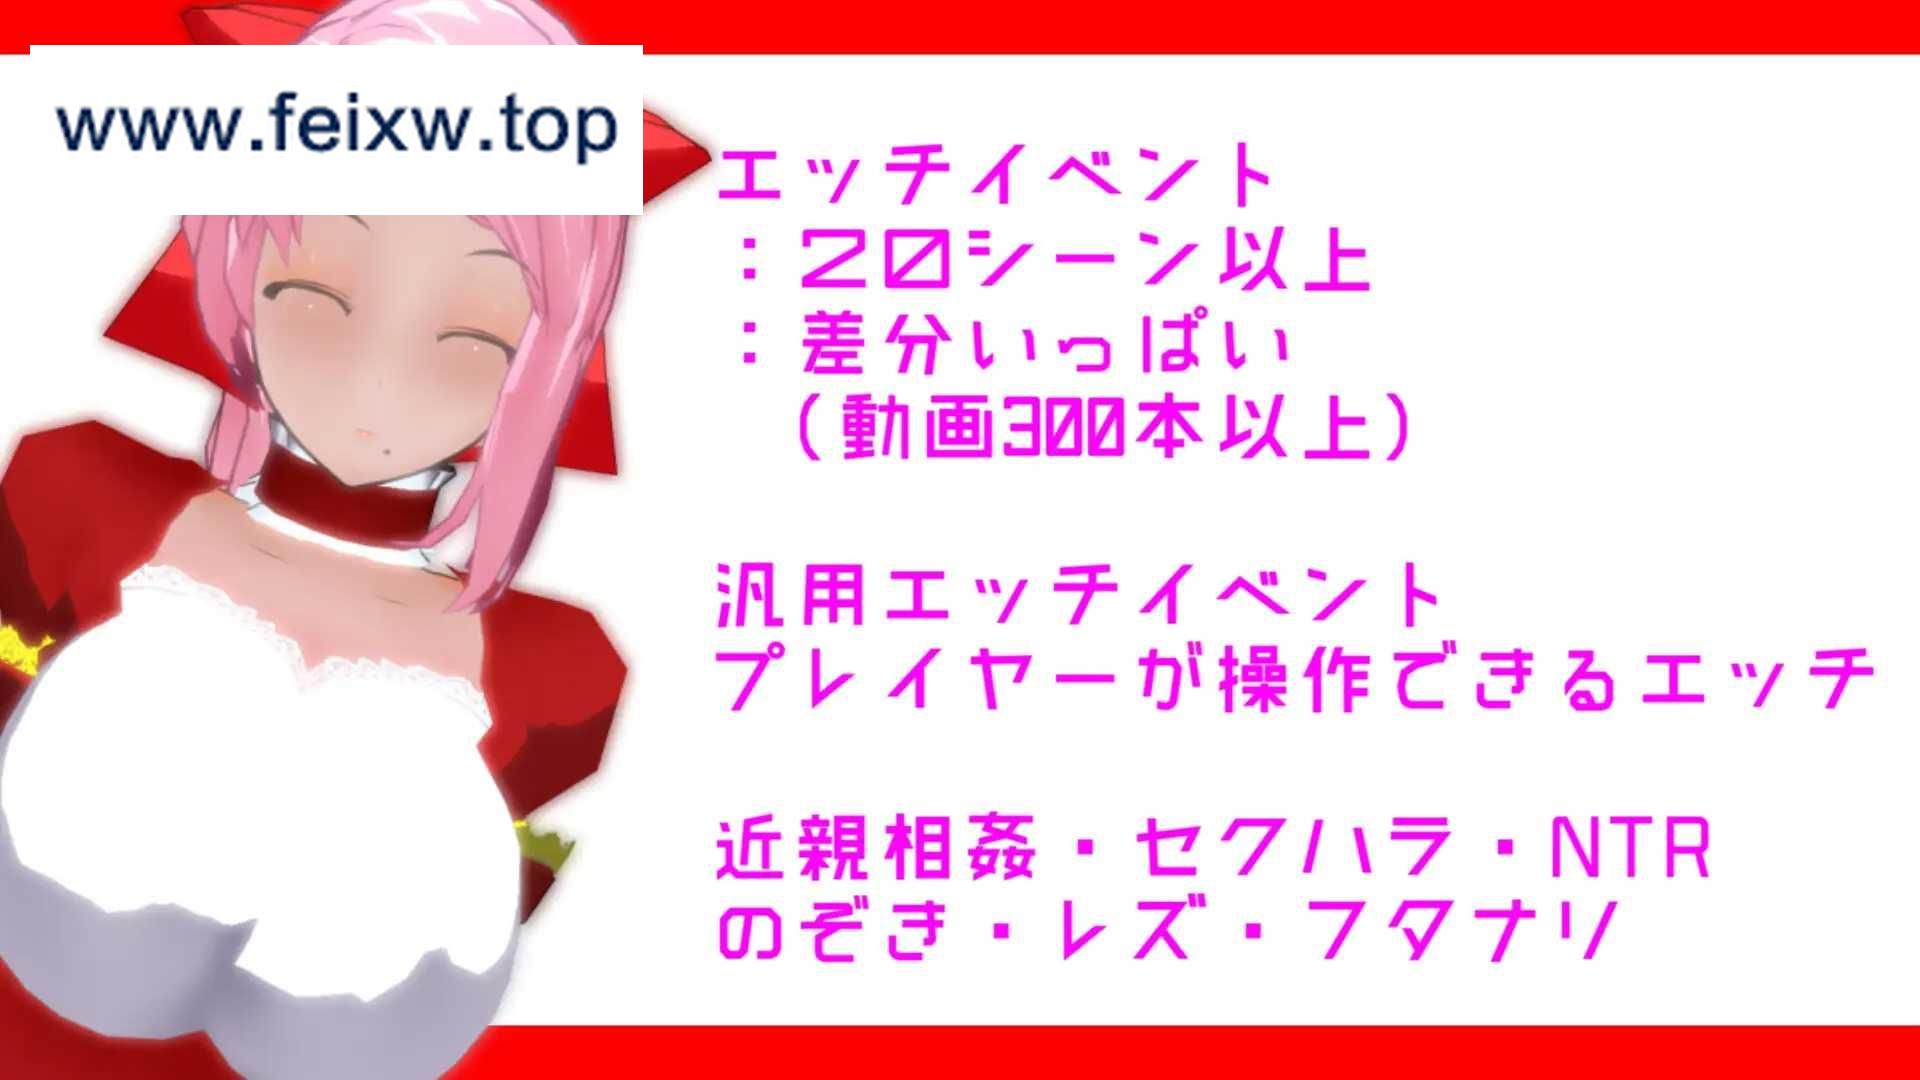 www.feixw.top
エッチイベント
：２０シーン以上
：差分いっぱい
（動画300本以上）
汎用エッチイベント
プレイヤーが操作できるエッチ
近親相姦・セクハラ・NTR
のぞき・レズ・フタナリ